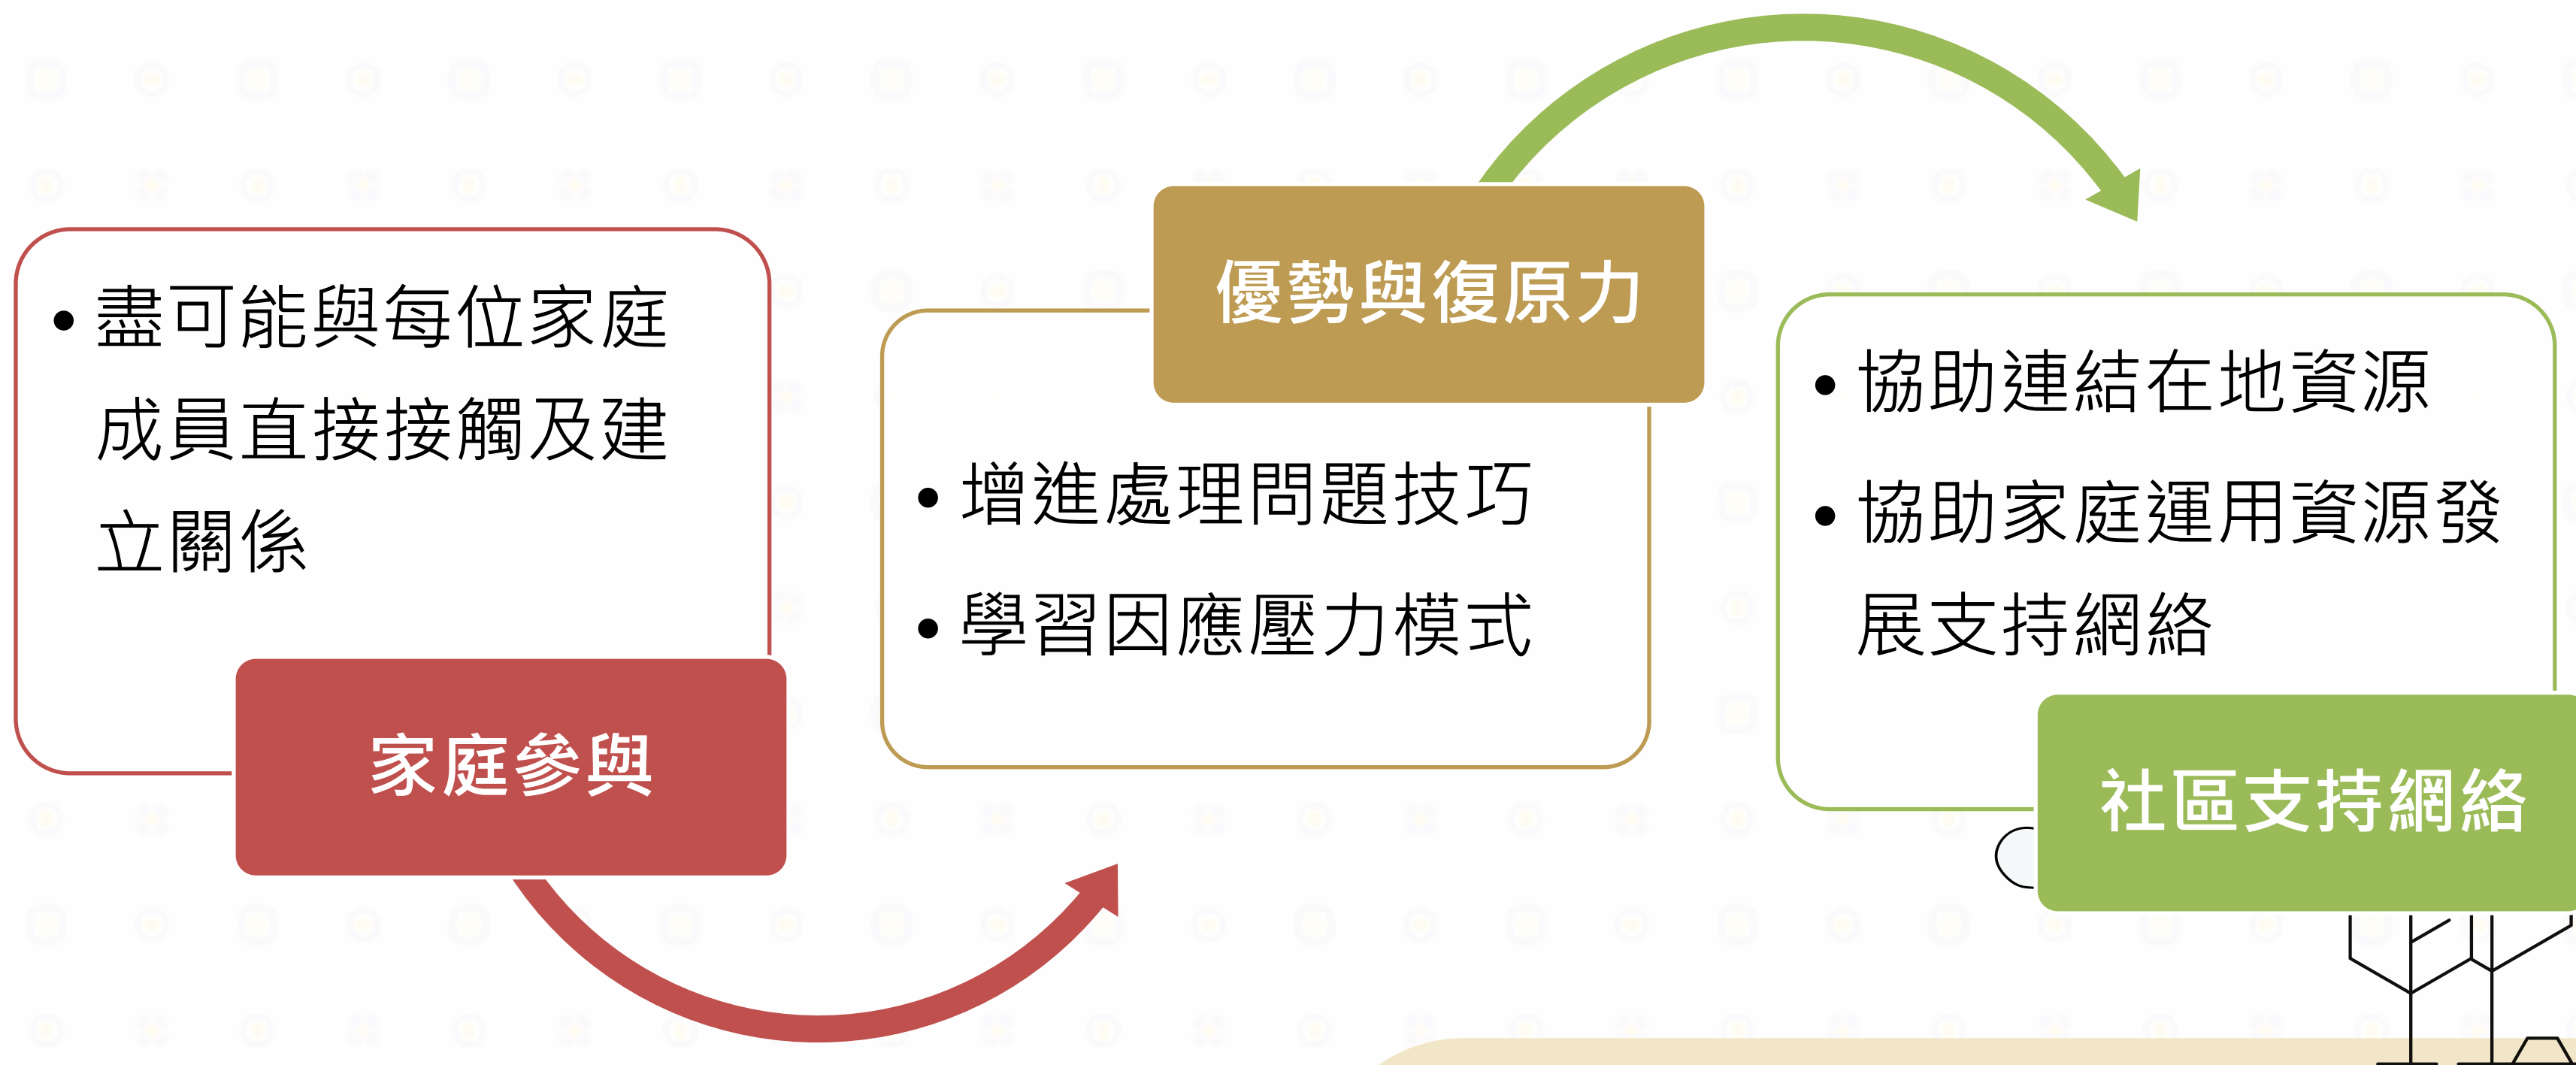 • 盡可能與每位家庭
成員直接接觸及建
立關係
家庭參與
優勢與復原力
• 增進處理問題技巧
• 學習因應壓力模式
• 協助連結在地資源
• 協助家庭運用資源發
展支持網絡
社區支持網絡